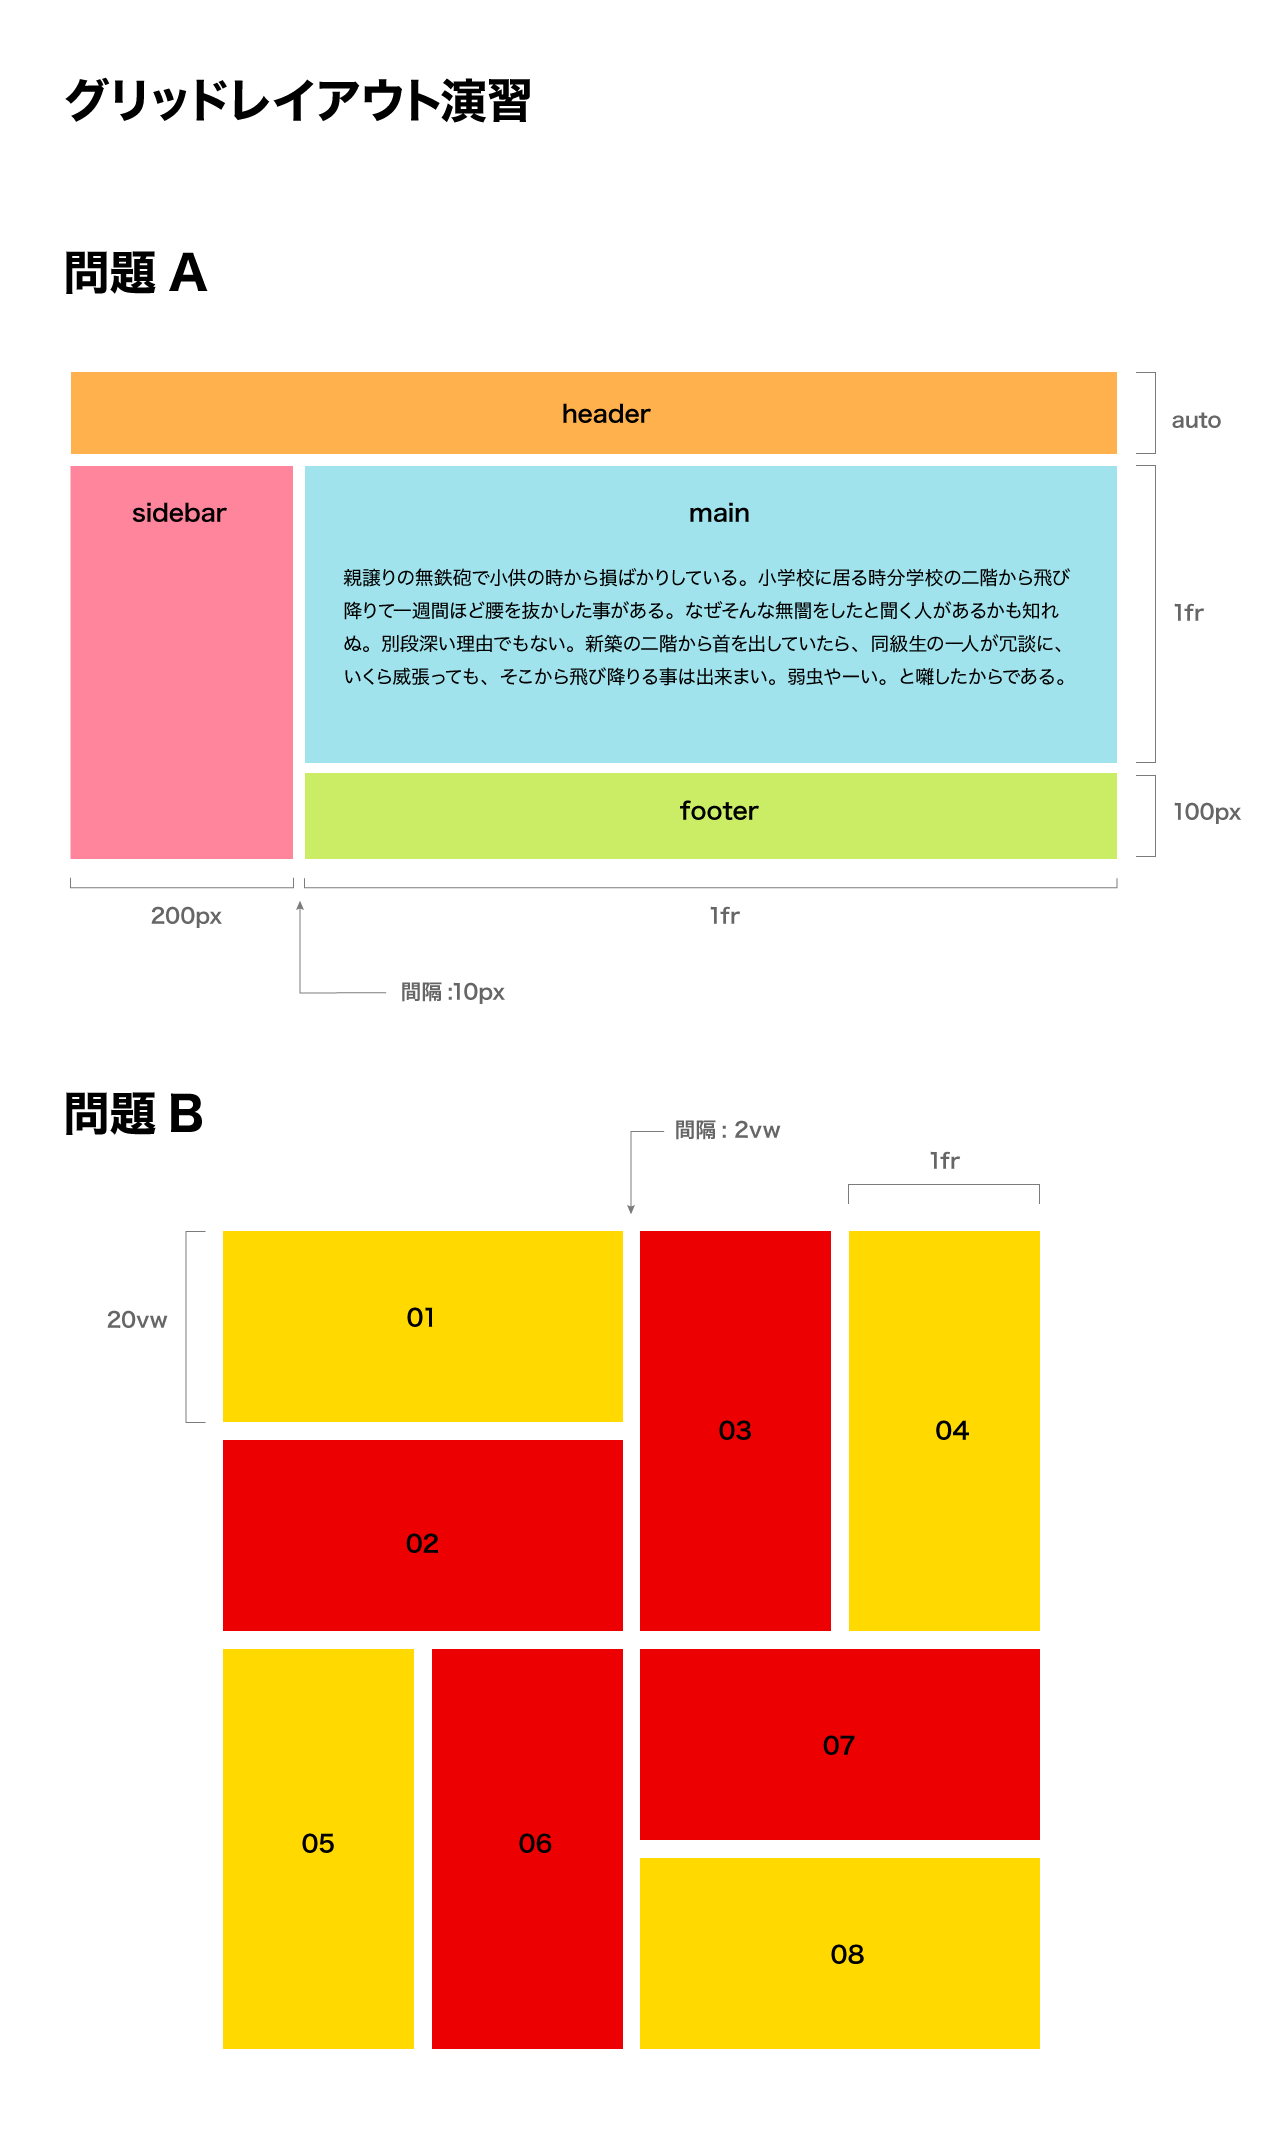 グリッドレイアウト演習
問題 A
header
auto
sidebar
main
親譲りの無鉄砲で小供の時から損ばかりしている。小学校に居る時分学校の二階から飛び
降りて一週間ほど腰を抜かした事がある。なぜそんな無闇をしたと聞く人があるかも知れ
ぬ。別段深い理由でもない。新築の二階から首を出していたら、同級生の一人が冗談に、
いくら威張っても、そこから飛び降りる事は出来まい。弱虫やーい。と囃したからである。
1fr
footer
100px
200px
1fr
間隔 :10px
問題 B
間隔 : 2vw
1fr
20vw
01
02
03
04
05
06
07
08